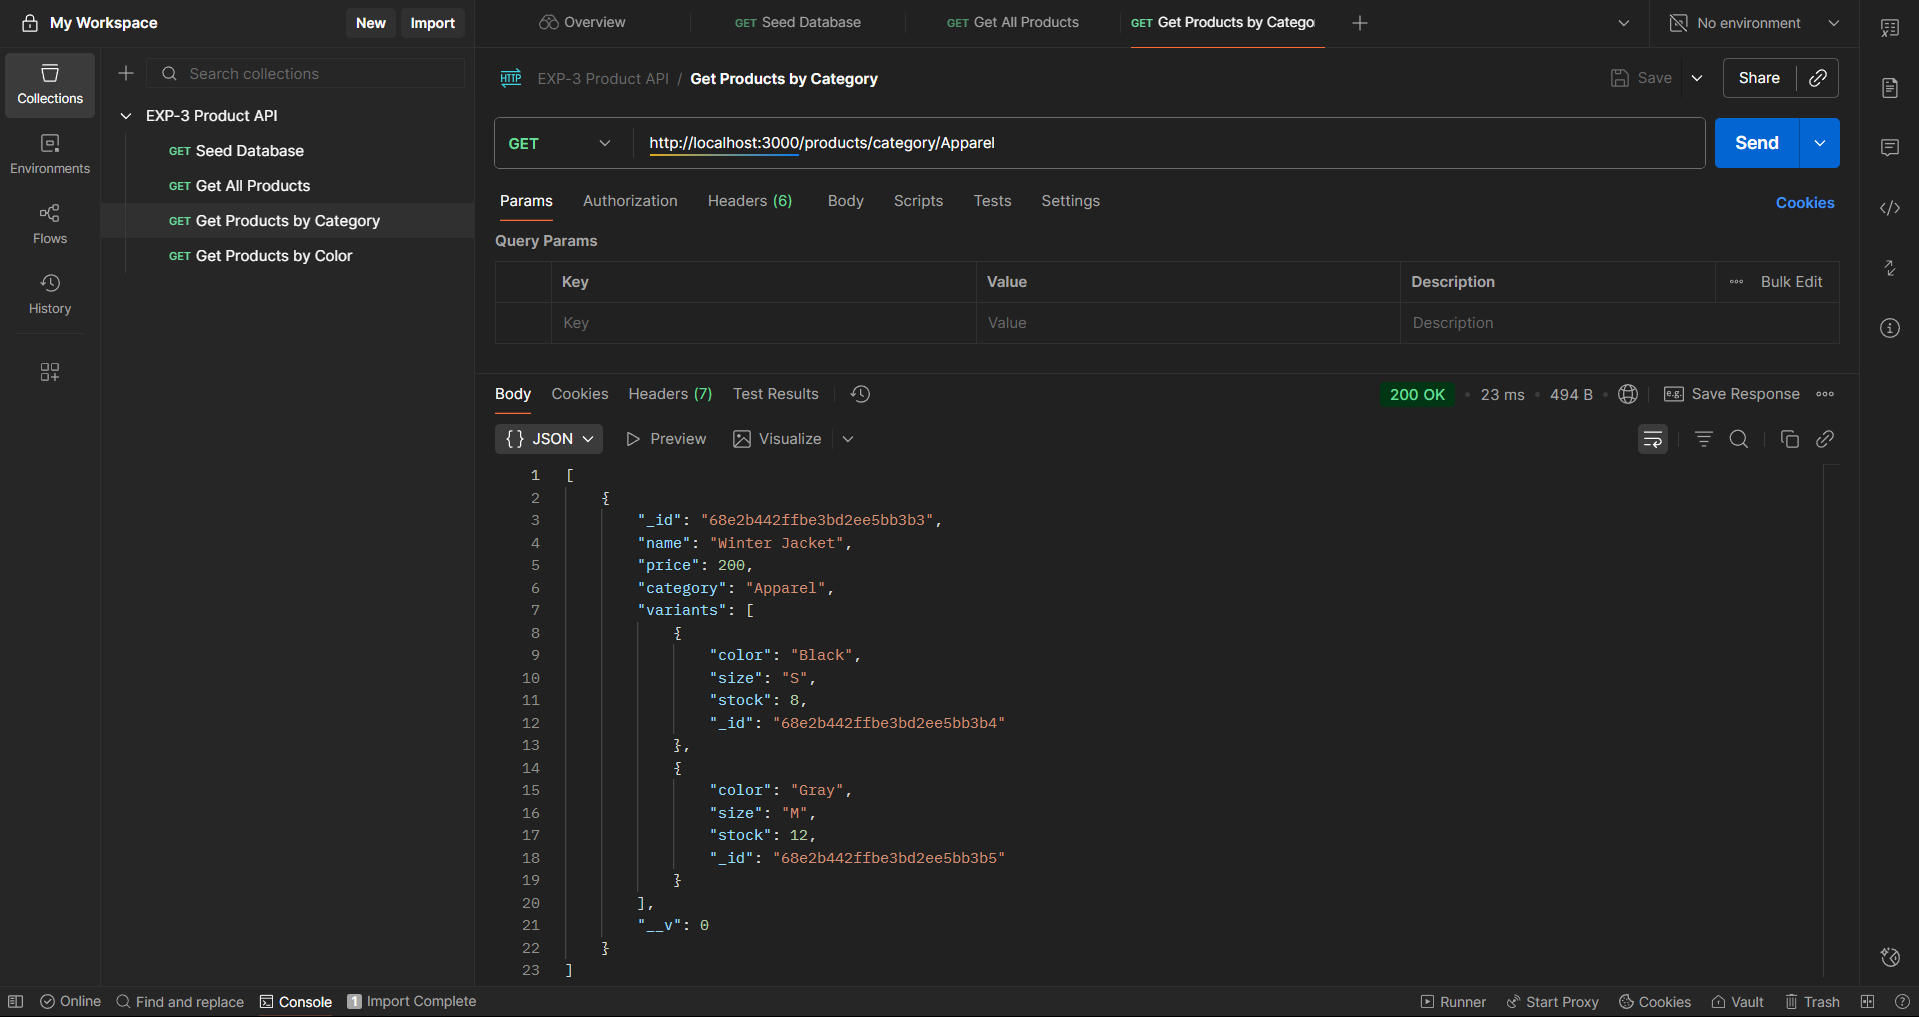 My Workspace
New
Import
Overview
GET Seed Database
GET Get All Products
GET Get Products by Catego
No environment
Collections
Environments
Flows
History
Search collections
EXP-3 Product API
GET Seed Database
GET Get All Products
GET Get Products by Category
GET Get Products by Color
HTTP EXP-3 Product API / Get Products by Category
Save
Share
GET
http://localhost:3000/products/category/Apparel
Send
Params Authorization Headers (6) Body Scripts Tests Settings
Cookies
Query Params
Key Value Description Bulk Edit
Key Value Description
Body Cookies Headers (7) Test Results
200 OK • 23 ms • 494 B • e.g. Save Response
{} JSON Preview Visualize
1 [
2 {
3 "_id": "68e2b442ffbe3bd2ee5bb3b3",
4 "name": "Winter Jacket",
5 "price": 200,
6 "category": "Apparel",
7 "variants": [
8 {
9 "color": "Black",
10 "size": "S",
11 "stock": 8,
12 "_id": "68e2b442ffbe3bd2ee5bb3b4"
13 },
14 {
15 "color": "Gray",
16 "size": "M",
17 "stock": 12,
18 "_id": "68e2b442ffbe3bd2ee5bb3b5"
19 }
20 ],
21 "__v": 0
22 }
23 ]
Online Find and replace Console 1 Import Complete
Runner Start Proxy Cookies Vault Trash